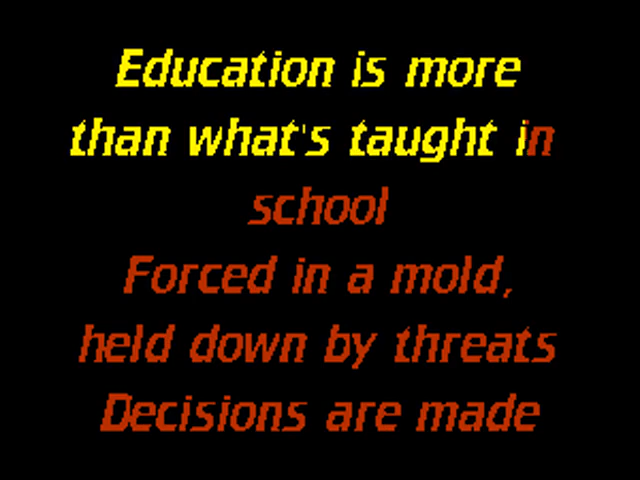 Education is more
than what's taught in
school
Forced in a mold,
held down by threats
Decisions are made